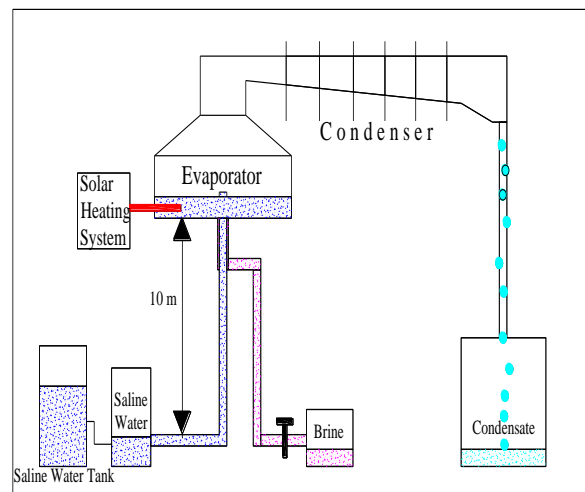 Condenser
Evaporator
Solar
Heating
System
10 m
Saline
Water
Saline Water Tank
Brine
Condensate